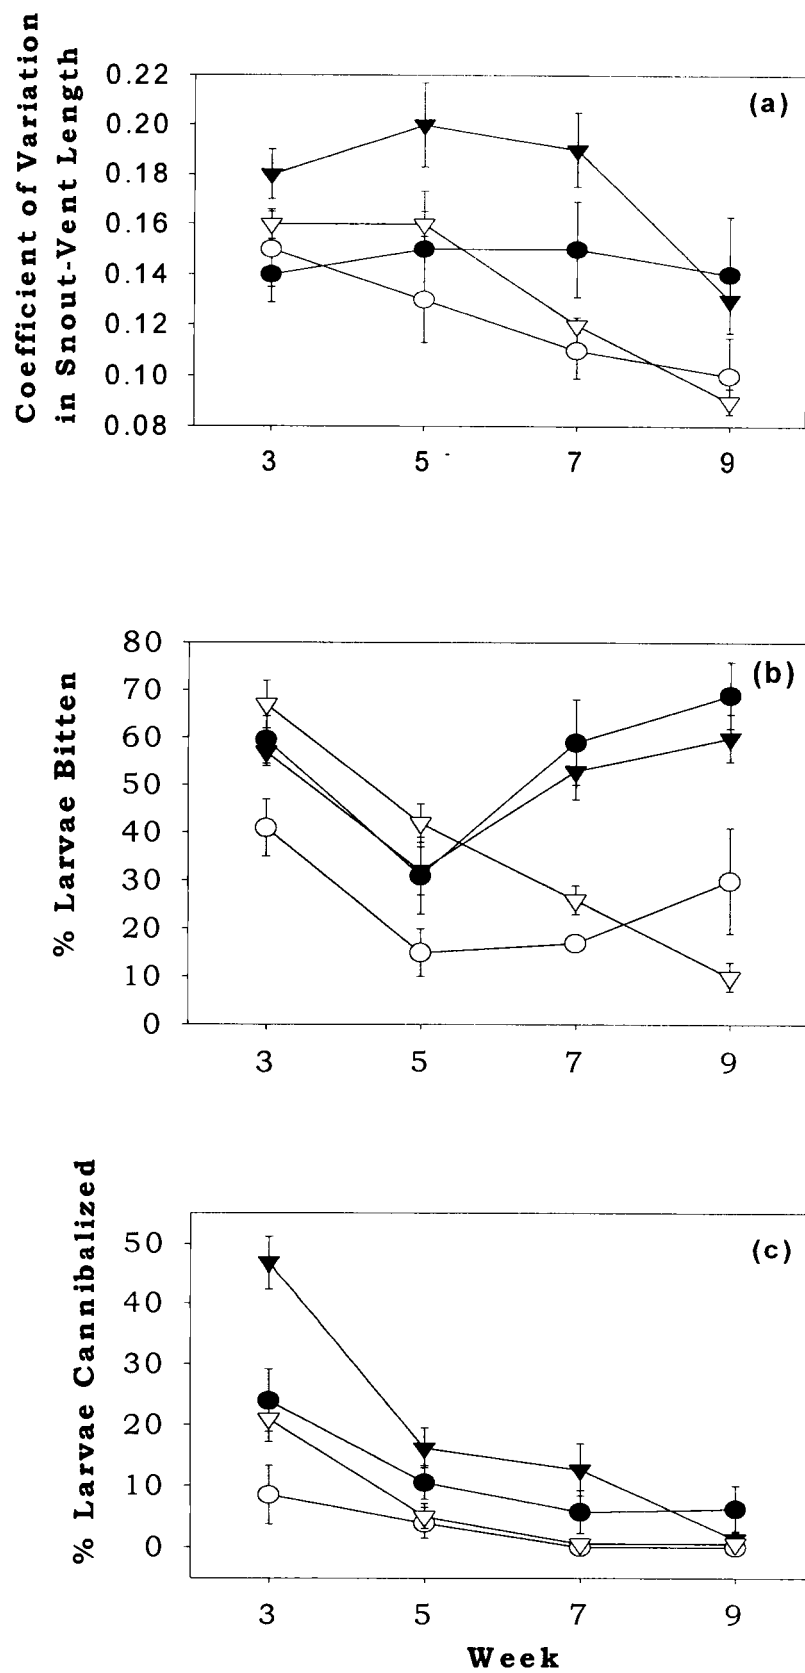 Coefficient of Variation
in Snout-Vent Length
0.22
0.20
0.18
0.16
0.14
0.12
0.10
0.08
(a)
3 5 7 9
% Larvae Bitten
80
70
60
50
40
30
20
10
0
(b)
3 5 7 9
% Larvae Cannibalized
50
40
30
20
10
0
(c)
3 5 7 9
Week